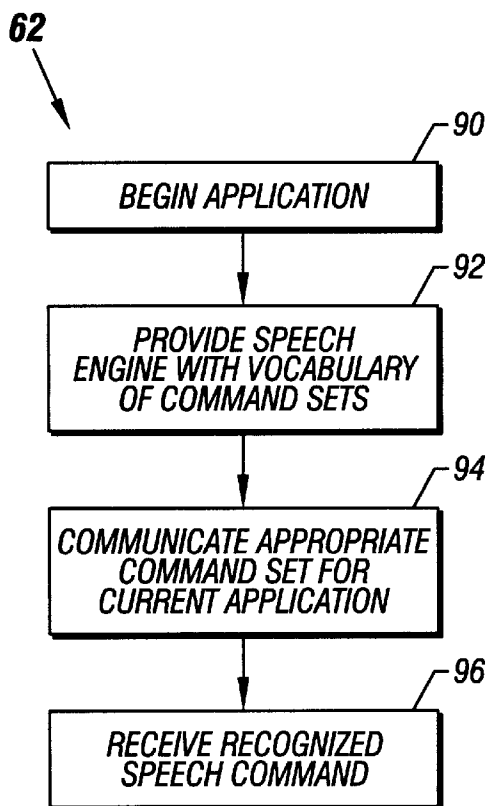 62
90
BEGIN APPLICATION
92
PROVIDE SPEECH
ENGINE WITH VOCABULARY
OF COMMAND SETS
94
COMMUNICATE APPROPRIATE
COMMAND SET FOR
CURRENT APPLICATION
96
RECEIVE RECOGNIZED
SPEECH COMMAND